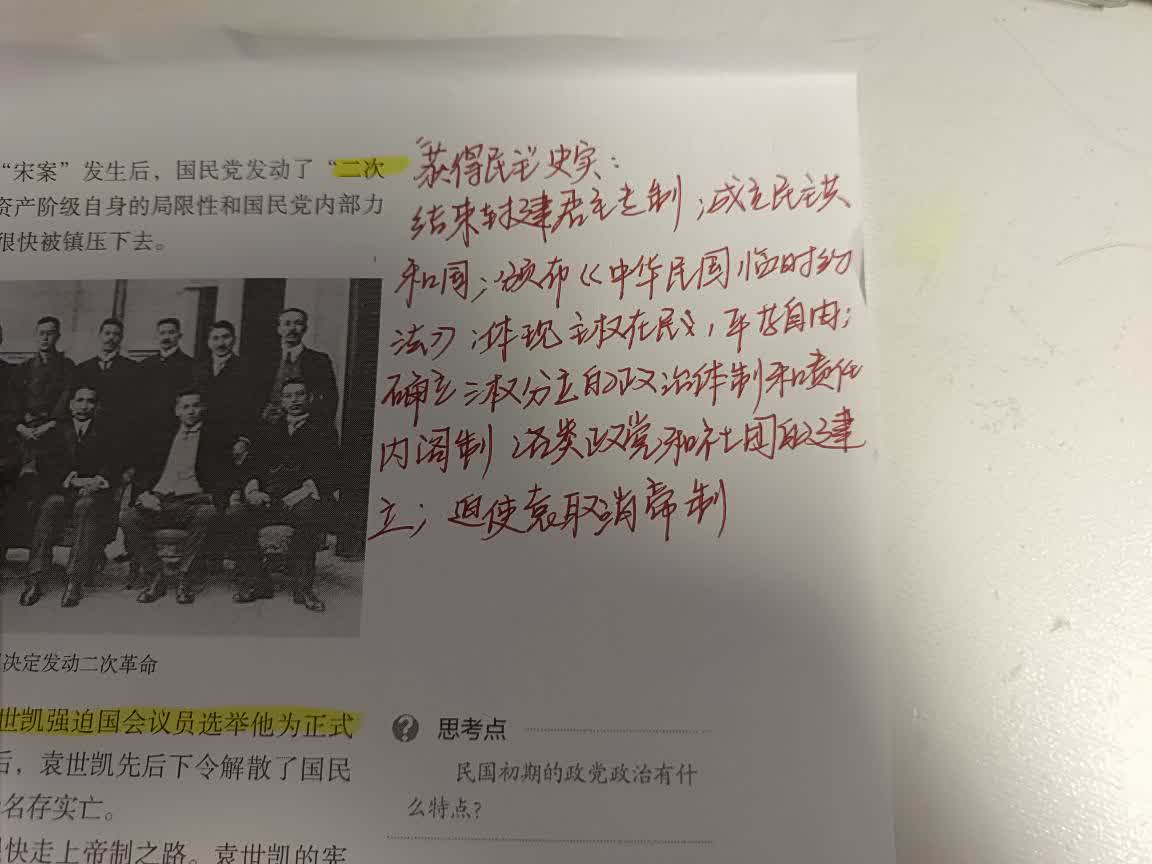 “宋案”发生后，国民党发动了“二次
资产阶级自身的局限性和国民党内部力
很快被镇压下去。
“获得民主”史实：
结束封建君主专制；成立民主共
和国；颁布《中华民国临时约
法》；体现主权在民，平等自由；
确立三权分立的政治体制和责任
内阁制；各类政党和社团的建
立；迫使袁取消帝制
决定发动二次革命
世凯强迫国会议员选举他为正式
后，袁世凯先后下令解散了国民
名存实亡。
快走上帝制之路。袁世凯的宪
思考点
民国初期的政党政治有什
么特点？